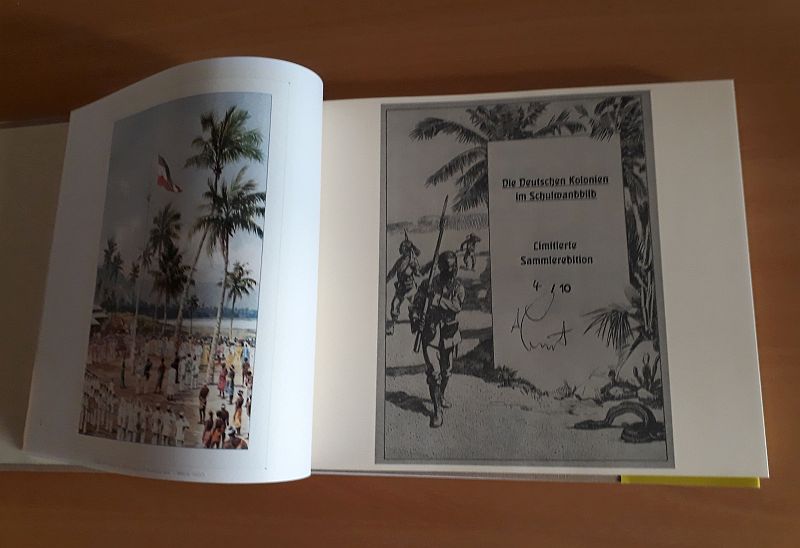 Die Deutschen Kolonien
im Schulwandbild
Limitierte
Sammleredition
4 / 10